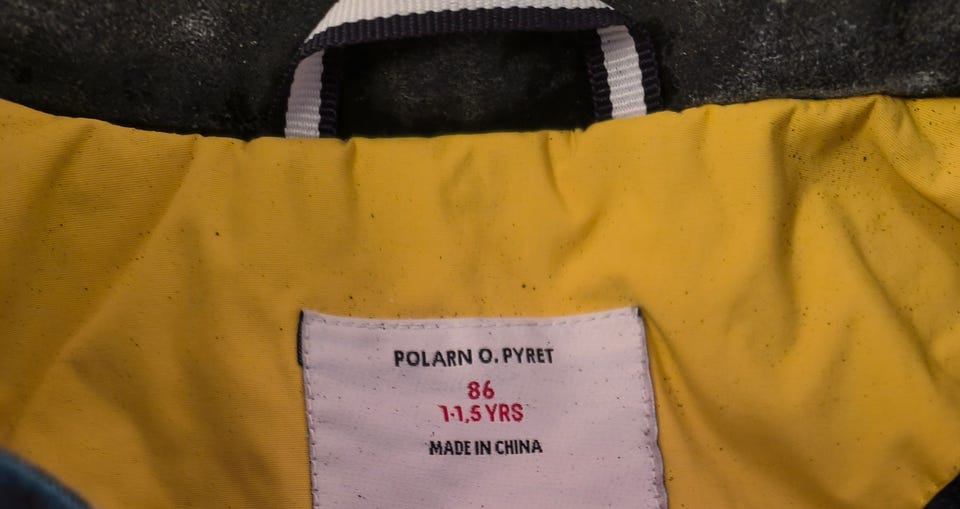 POLARN O. PYRET
86
1-1,5 YRS
MADE IN CHINA